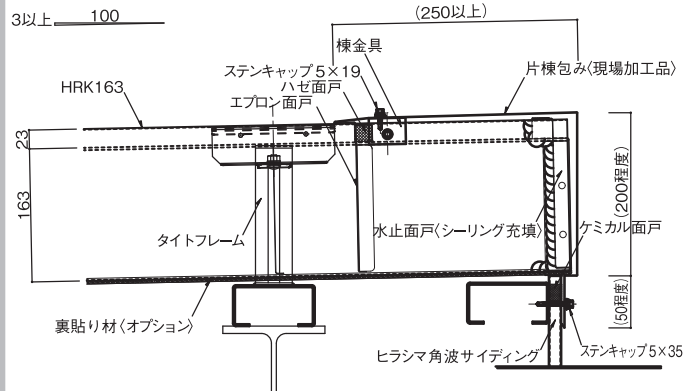 3以上 100
(250以上)
棟金具
ステンキャップ5×19
ハゼ面戸
エプロン面戸
片棟包み〈現場加工品〉
HRK163
23
163
(200程度)
タイトフレーム
水止面戸〈シーリング充填〉
ケミカル面戸
裏貼り材〈オプション〉
(50程度)
ヒラシマ角波サイディング
ステンキャップ5×35